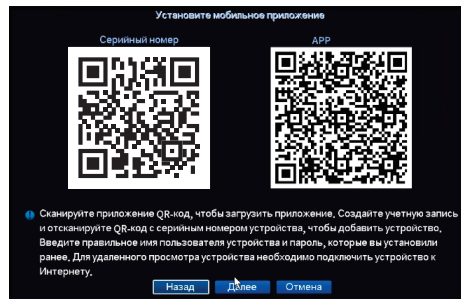 Установите мобильное приложение
Серийный номер
APP
Сканируйте приложение QR-код, чтобы загрузить приложение. Создайте учетную запись
и отсканируйте QR-код с серийным номером устройства, чтобы добавить устройство.
Введите правильное имя пользователя устройства и пароль, которые вы установили
ранее. Для удаленного просмотра устройства необходимо подключить устройство к
Интернету.
Назад
Далее
Отмена